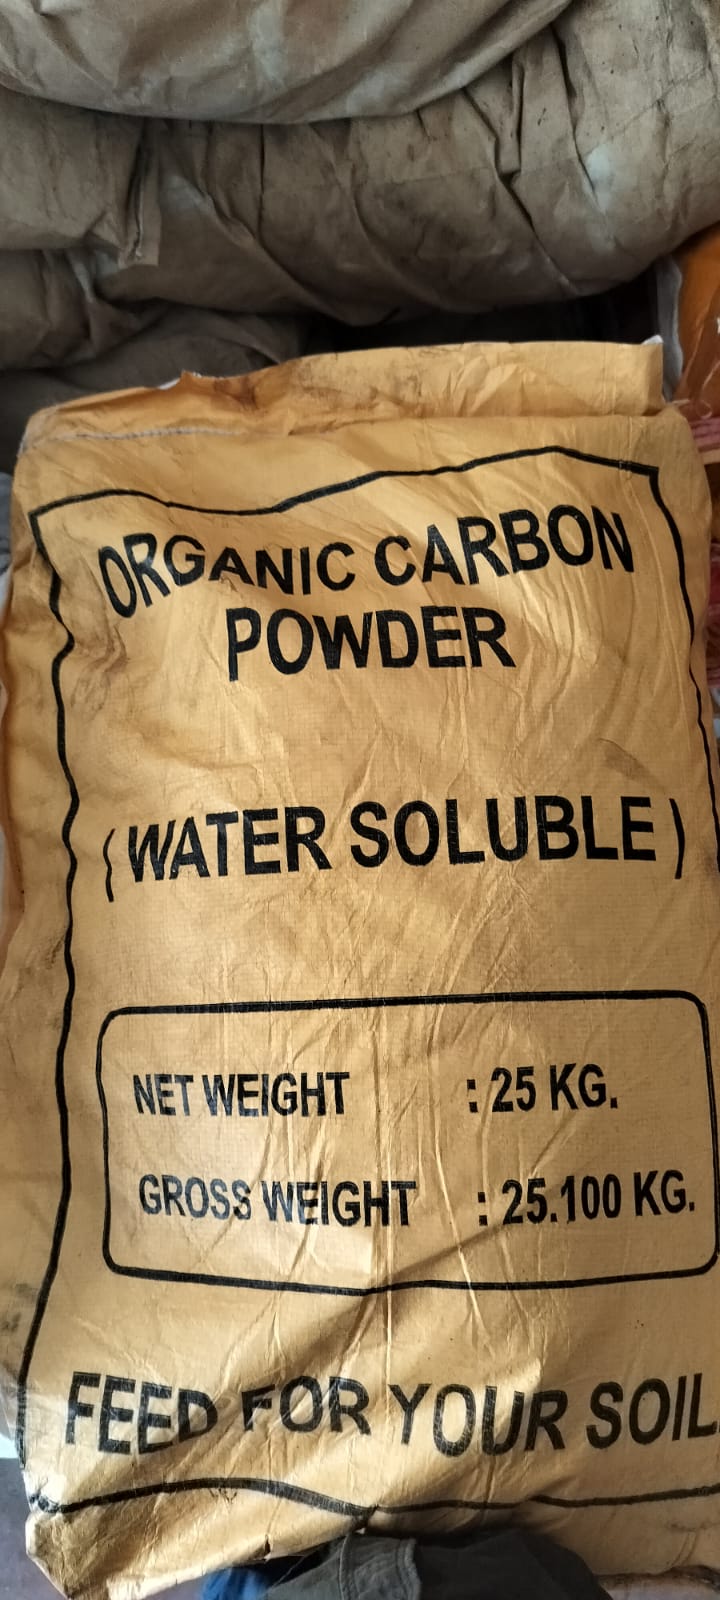 ORGANIC CARBON
POWDER
(WATER SOLUBLE)
NET WEIGHT : 25 KG.
GROSS WEIGHT : 25.100 KG.
FEED FOR YOUR SOIL